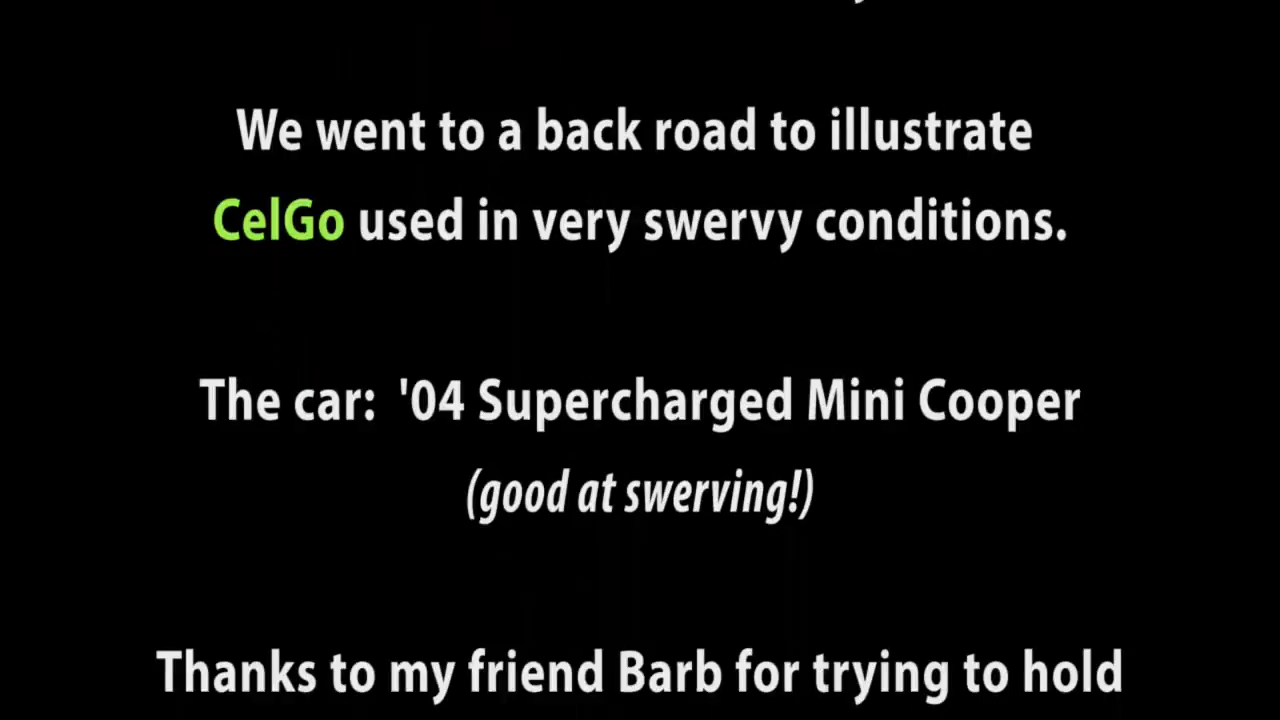 We went to a back road to illustrate
CelGo used in very swervy conditions.
The car:  '04 Supercharged Mini Cooper
(good at swerving!)
Thanks to my friend Barb for trying to hold